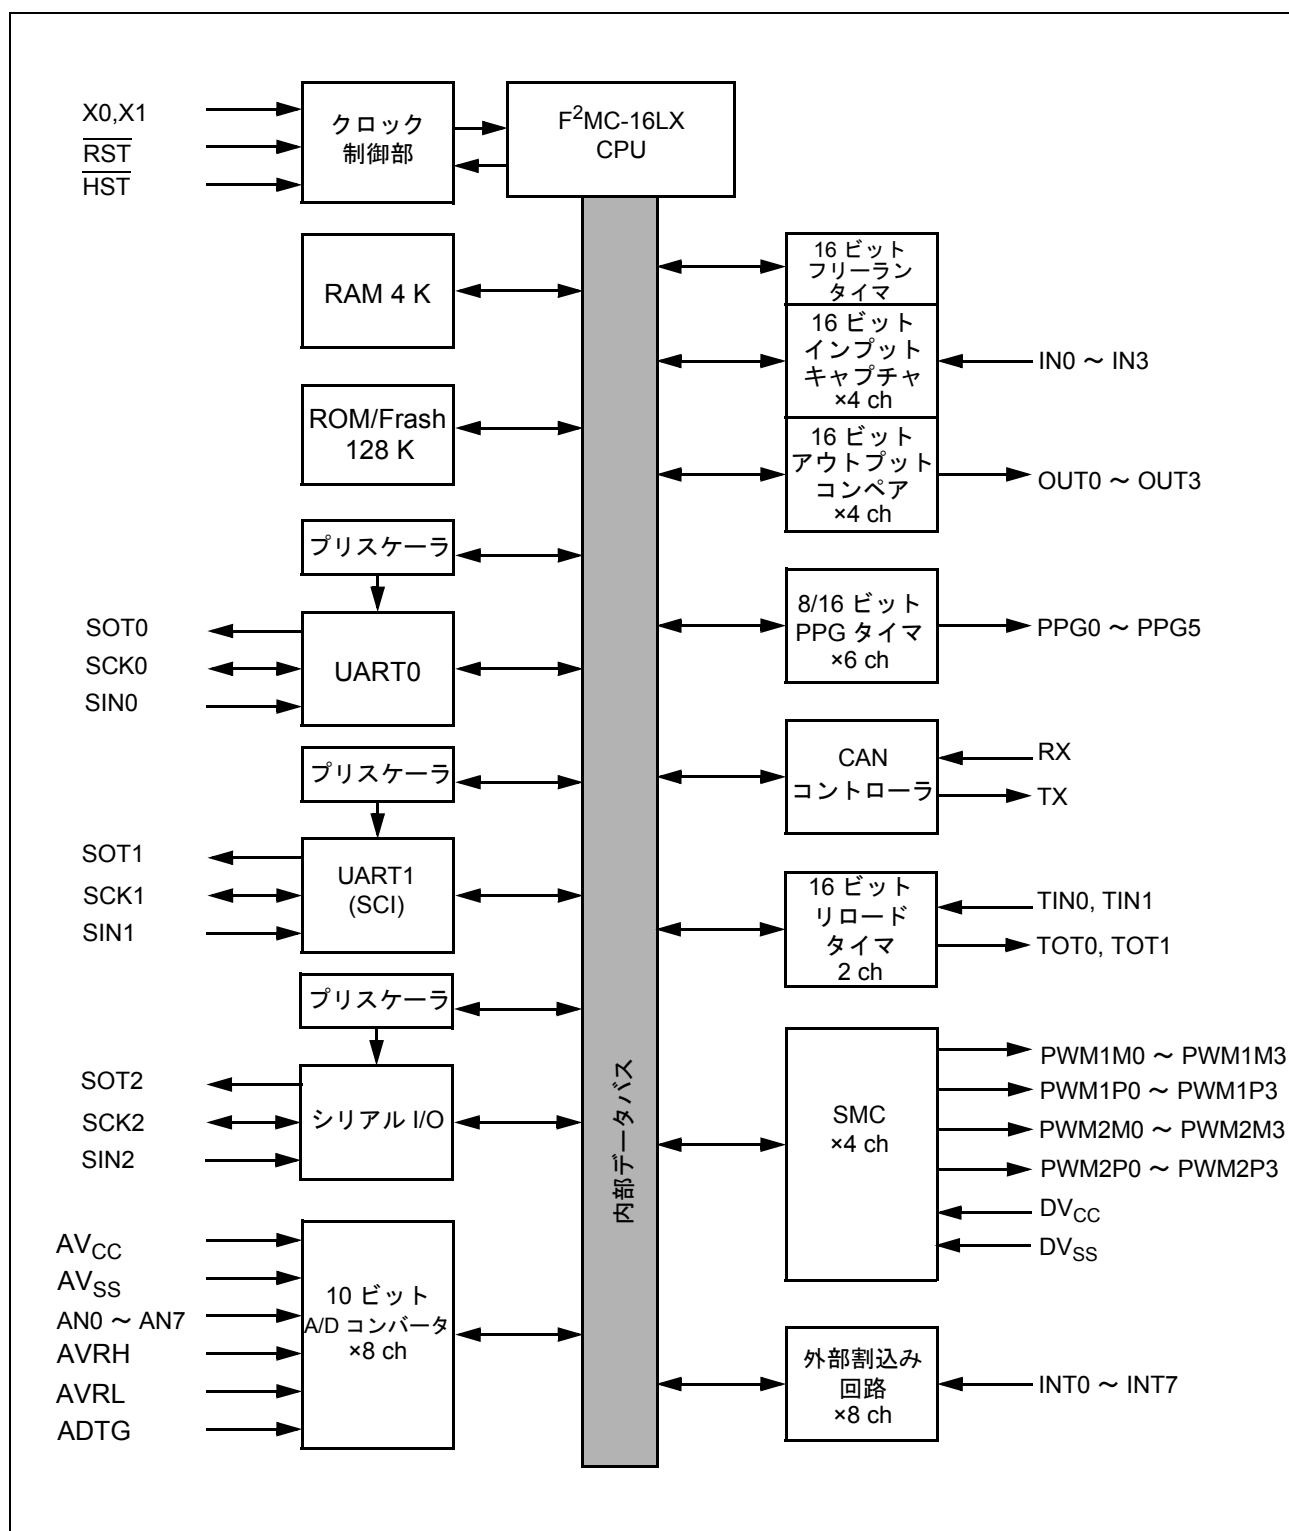 X0,X1
RST
HST
クロック
制御部
F²MC-16LX
CPU
RAM 4 K
ROM/Frash
128 K
プリスケーラ
SOT0
SCK0
SIN0
UART0
プリスケーラ
SOT1
SCK1
SIN1
UART1
(SCI)
プリスケーラ
SOT2
SCK2
SIN2
シリアル I/O
AVCC
AVSS
AN0 ～ AN7
AVRH
AVRL
ADTG
10 ビット
A/D コンバータ
×8 ch
内部データバス
16 ビット
フリーラン
タイマ
16 ビット
インプット
キャプチャ
×4 ch
IN0 ～ IN3
16 ビット
アウトプット
コンペア
×4 ch
OUT0 ～ OUT3
8/16 ビット
PPG タイマ
×6 ch
PPG0 ～ PPG5
CAN
コントローラ
RX
TX
16 ビット
リロード
タイマ
2 ch
TIN0, TIN1
TOT0, TOT1
SMC
×4 ch
PWM1M0 ～ PWM1M3
PWM1P0 ～ PWM1P3
PWM2M0 ～ PWM2M3
PWM2P0 ～ PWM2P3
DVCC
DVSS
外部割込み
回路
×8 ch
INT0 ～ INT7